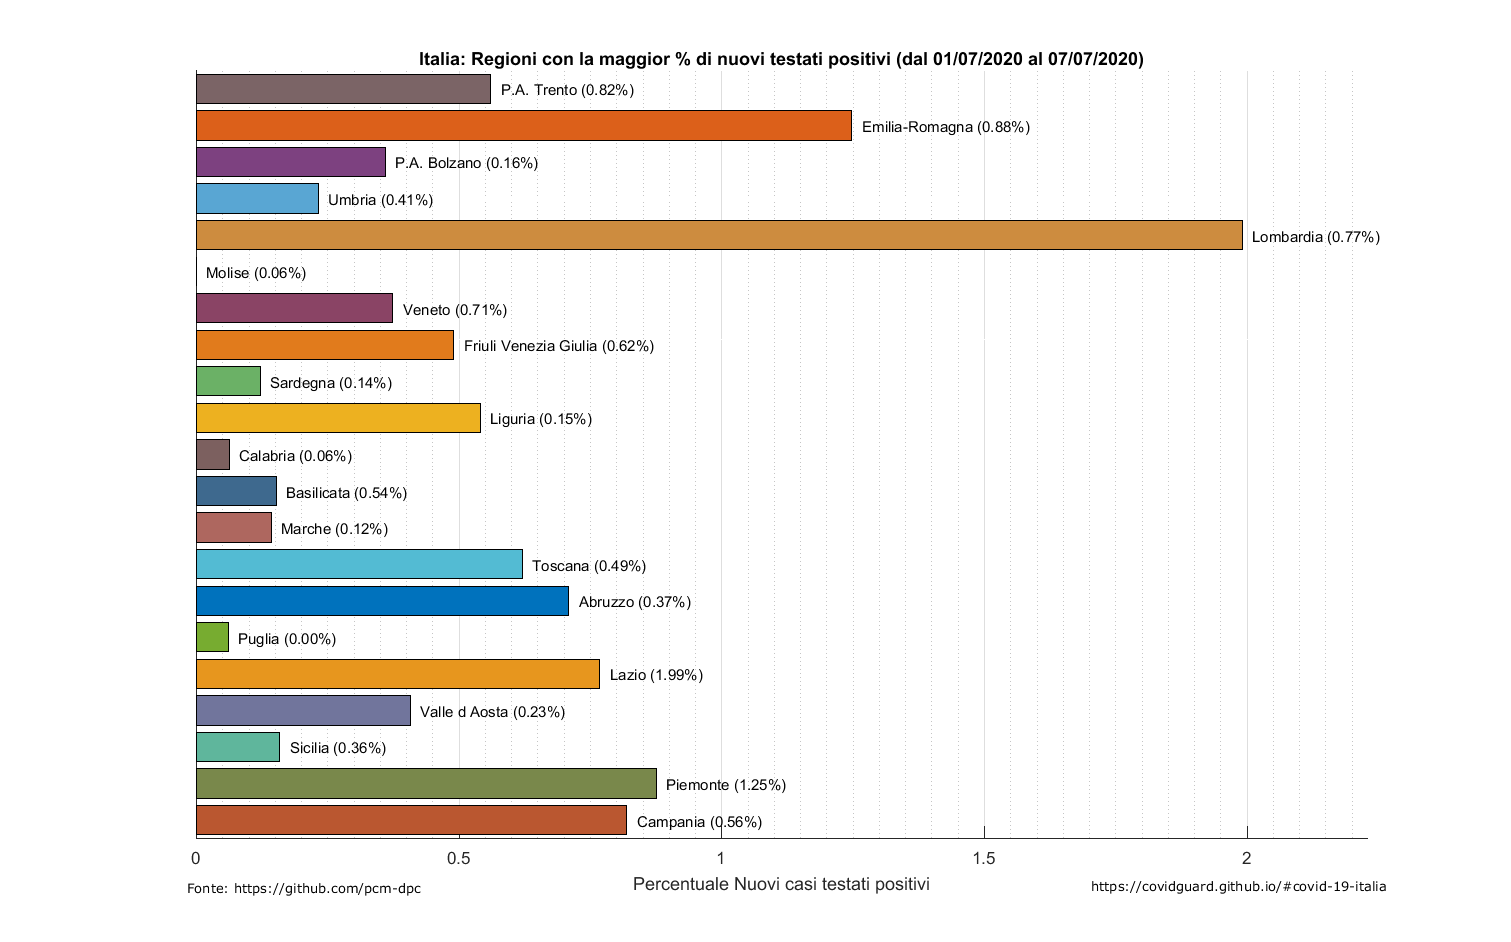 Italia: Regioni con la maggior % di nuovi testati positivi (dal 01/07/2020 al 07/07/2020)
P.A. Trento (0.82%)
Emilia-Romagna (0.88%)
P.A. Bolzano (0.16%)
Umbria (0.41%)
Lombardia (0.77%)
Molise (0.06%)
Veneto (0.71%)
Friuli Venezia Giulia (0.62%)
Sardegna (0.14%)
Liguria (0.15%)
Calabria (0.06%)
Basilicata (0.54%)
Marche (0.12%)
Toscana (0.49%)
Abruzzo (0.37%)
Puglia (0.00%)
Lazio (1.99%)
Valle d Aosta (0.23%)
Sicilia (0.36%)
Piemonte (1.25%)
Campania (0.56%)
0 0.5 1 1.5 2
Percentuale Nuovi casi testati positivi
Fonte: https://github.com/pcm-dpc
https://covidguard.github.io/#covid-19-italia